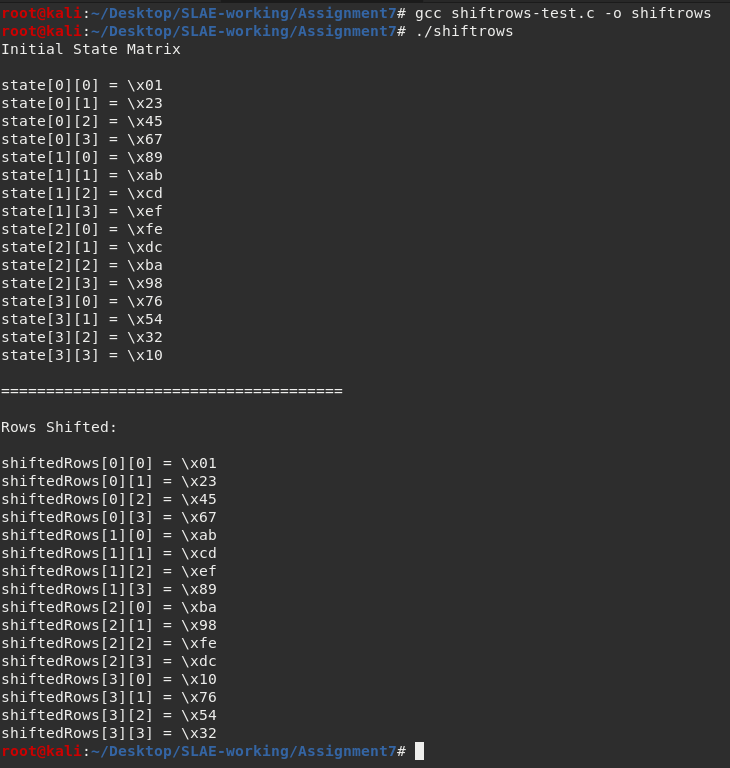 root@kali:~/Desktop/SLAE-working/Assignment7# gcc shiftrows-test.c -o shiftrows
root@kali:~/Desktop/SLAE-working/Assignment7# ./shiftrows
Initial State Matrix
state[0][0] = \x01
state[0][1] = \x23
state[0][2] = \x45
state[0][3] = \x67
state[1][0] = \x89
state[1][1] = \xab
state[1][2] = \xcd
state[1][3] = \xef
state[2][0] = \xfe
state[2][1] = \xdc
state[2][2] = \xba
state[2][3] = \x98
state[3][0] = \x76
state[3][1] = \x54
state[3][2] = \x32
state[3][3] = \x10
======================================
Rows Shifted:
shiftedRows[0][0] = \x01
shiftedRows[0][1] = \x23
shiftedRows[0][2] = \x45
shiftedRows[0][3] = \x67
shiftedRows[1][0] = \xab
shiftedRows[1][1] = \xcd
shiftedRows[1][2] = \xef
shiftedRows[1][3] = \x89
shiftedRows[2][0] = \xba
shiftedRows[2][1] = \x98
shiftedRows[2][2] = \xfe
shiftedRows[2][3] = \xdc
shiftedRows[3][0] = \x10
shiftedRows[3][1] = \x76
shiftedRows[3][2] = \x54
shiftedRows[3][3] = \x32
root@kali:~/Desktop/SLAE-working/Assignment7#